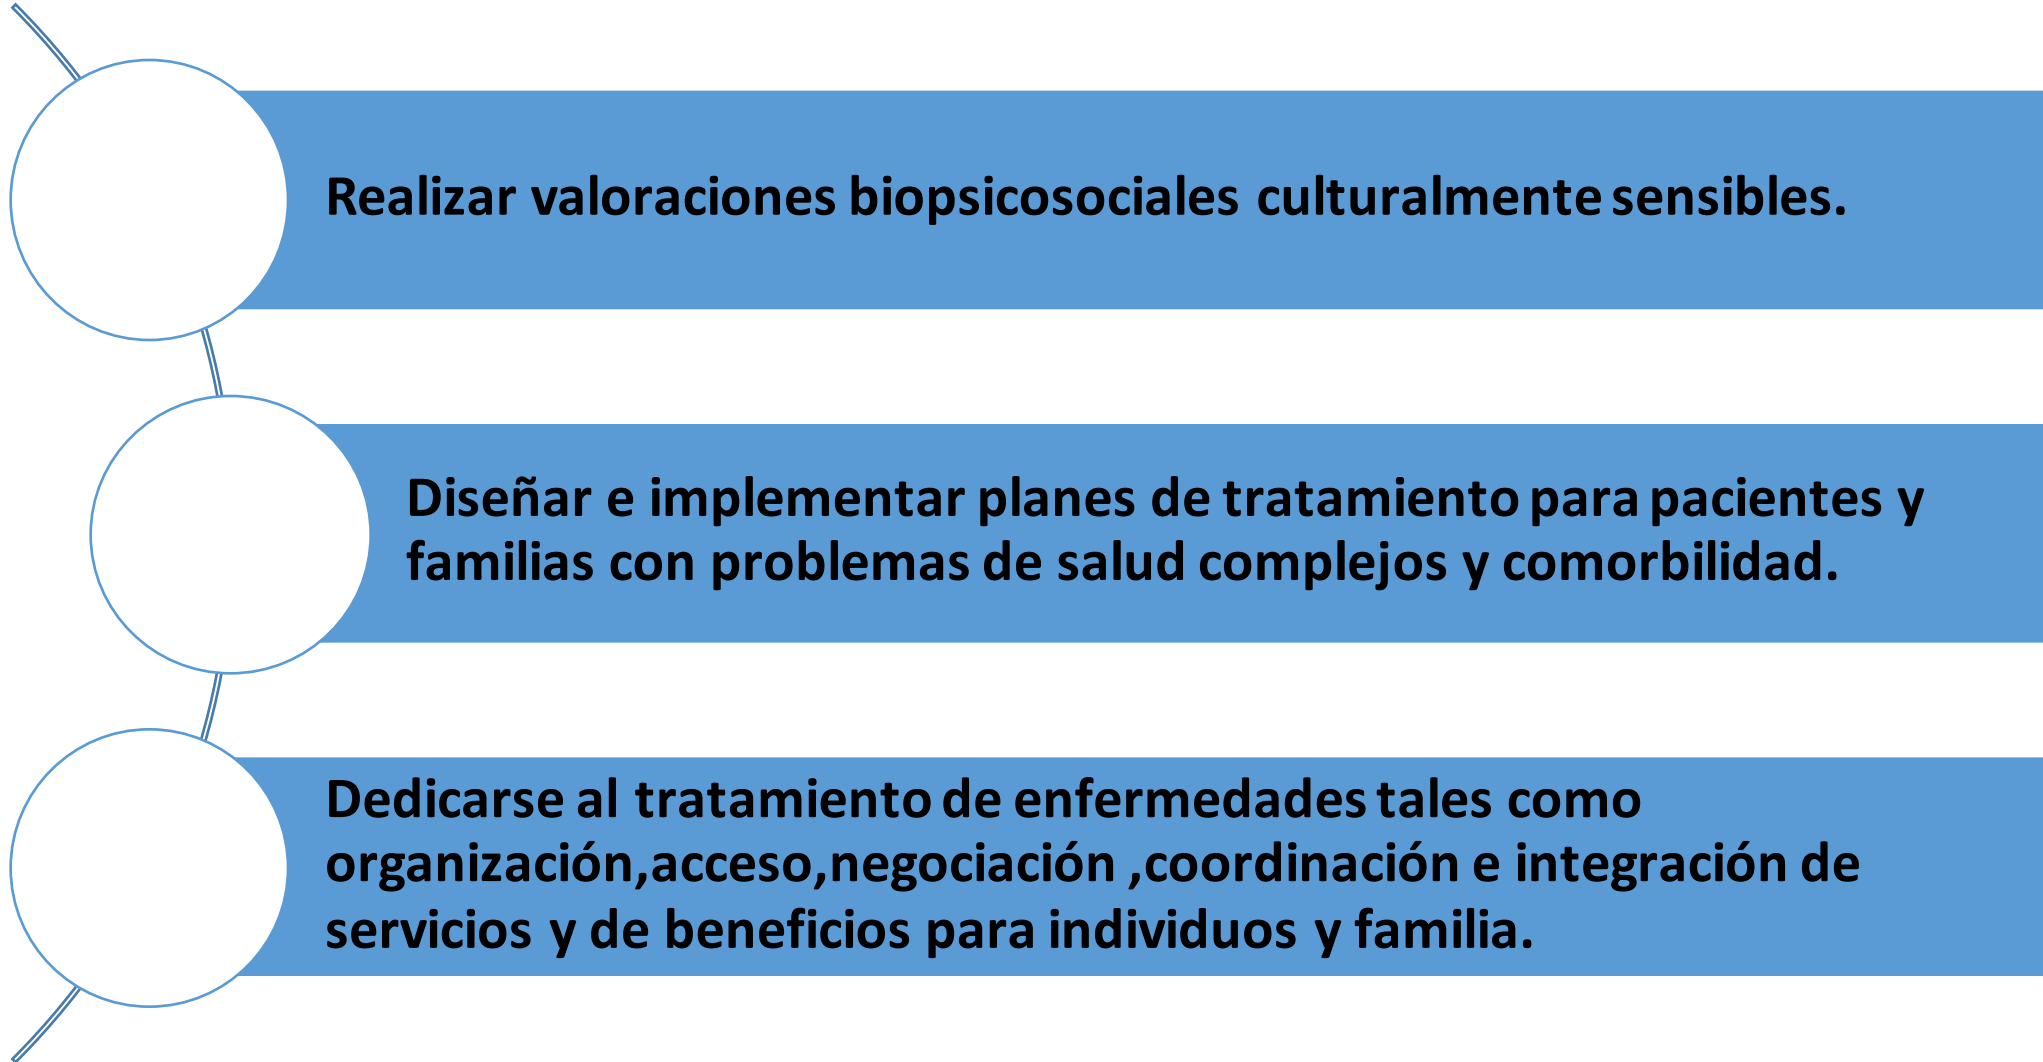 Realizar valoraciones biopsicosociales culturalmente sensibles.
Diseñar e implementar planes de tratamiento para pacientes y
familias con problemas de salud complejos y comorbilidad.
Dedicarse al tratamiento de enfermedades tales como
organización,acceso,negociación ,coordinación e integración de
servicios y de beneficios para individuos y familia.